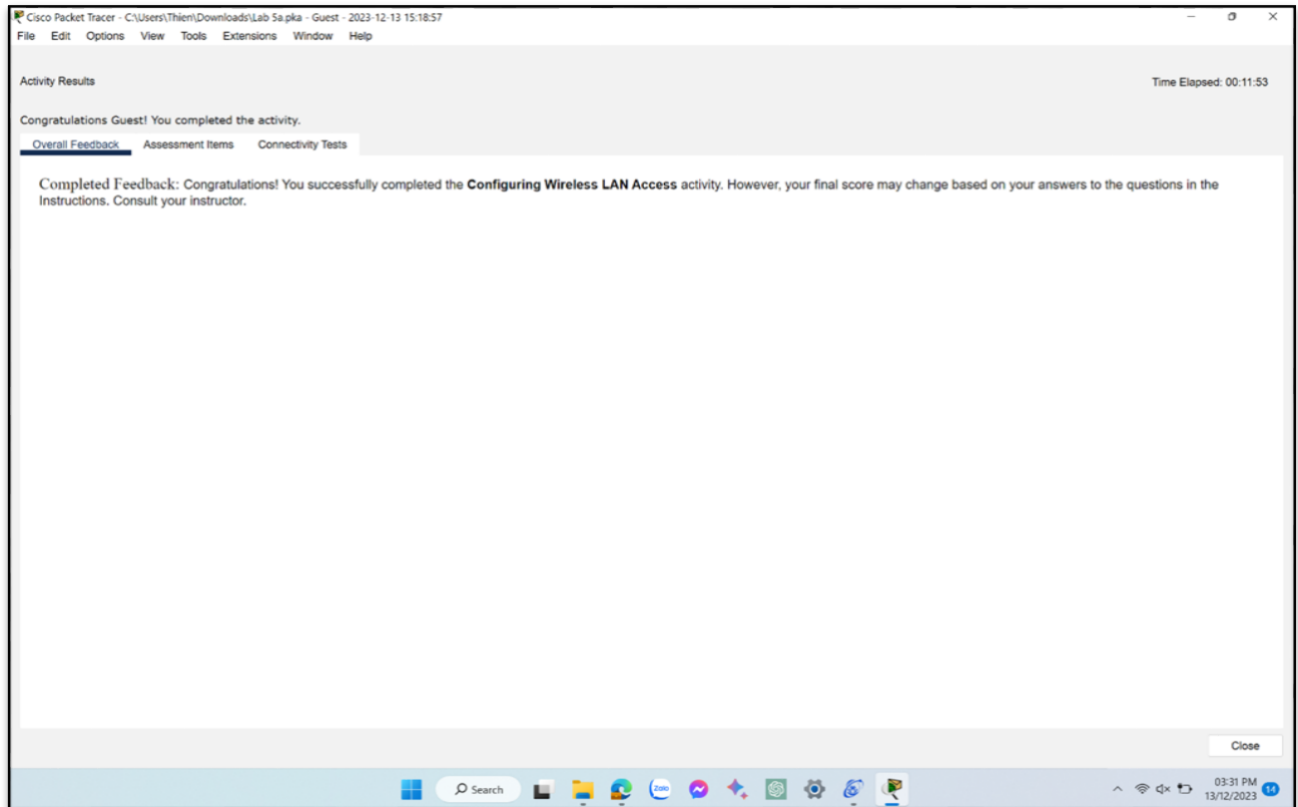 Cisco Packet Tracer - C:\Users\Thien\Downloads\Lab 5a.pka - Guest - 2023-12-13 15:18:57
File Edit Options View Tools Extensions Window Help
Activity Results
Time Elapsed: 00:11:53
Congratulations Guest! You completed the activity.
Overall Feedback Assessment Items Connectivity Tests
Completed Feedback: Congratulations! You successfully completed the Configuring Wireless LAN Access activity. However, your final score may change based on your answers to the questions in the
Instructions. Consult your instructor.
Close
Search
Zalo
03:31 PM
13/12/2023
14